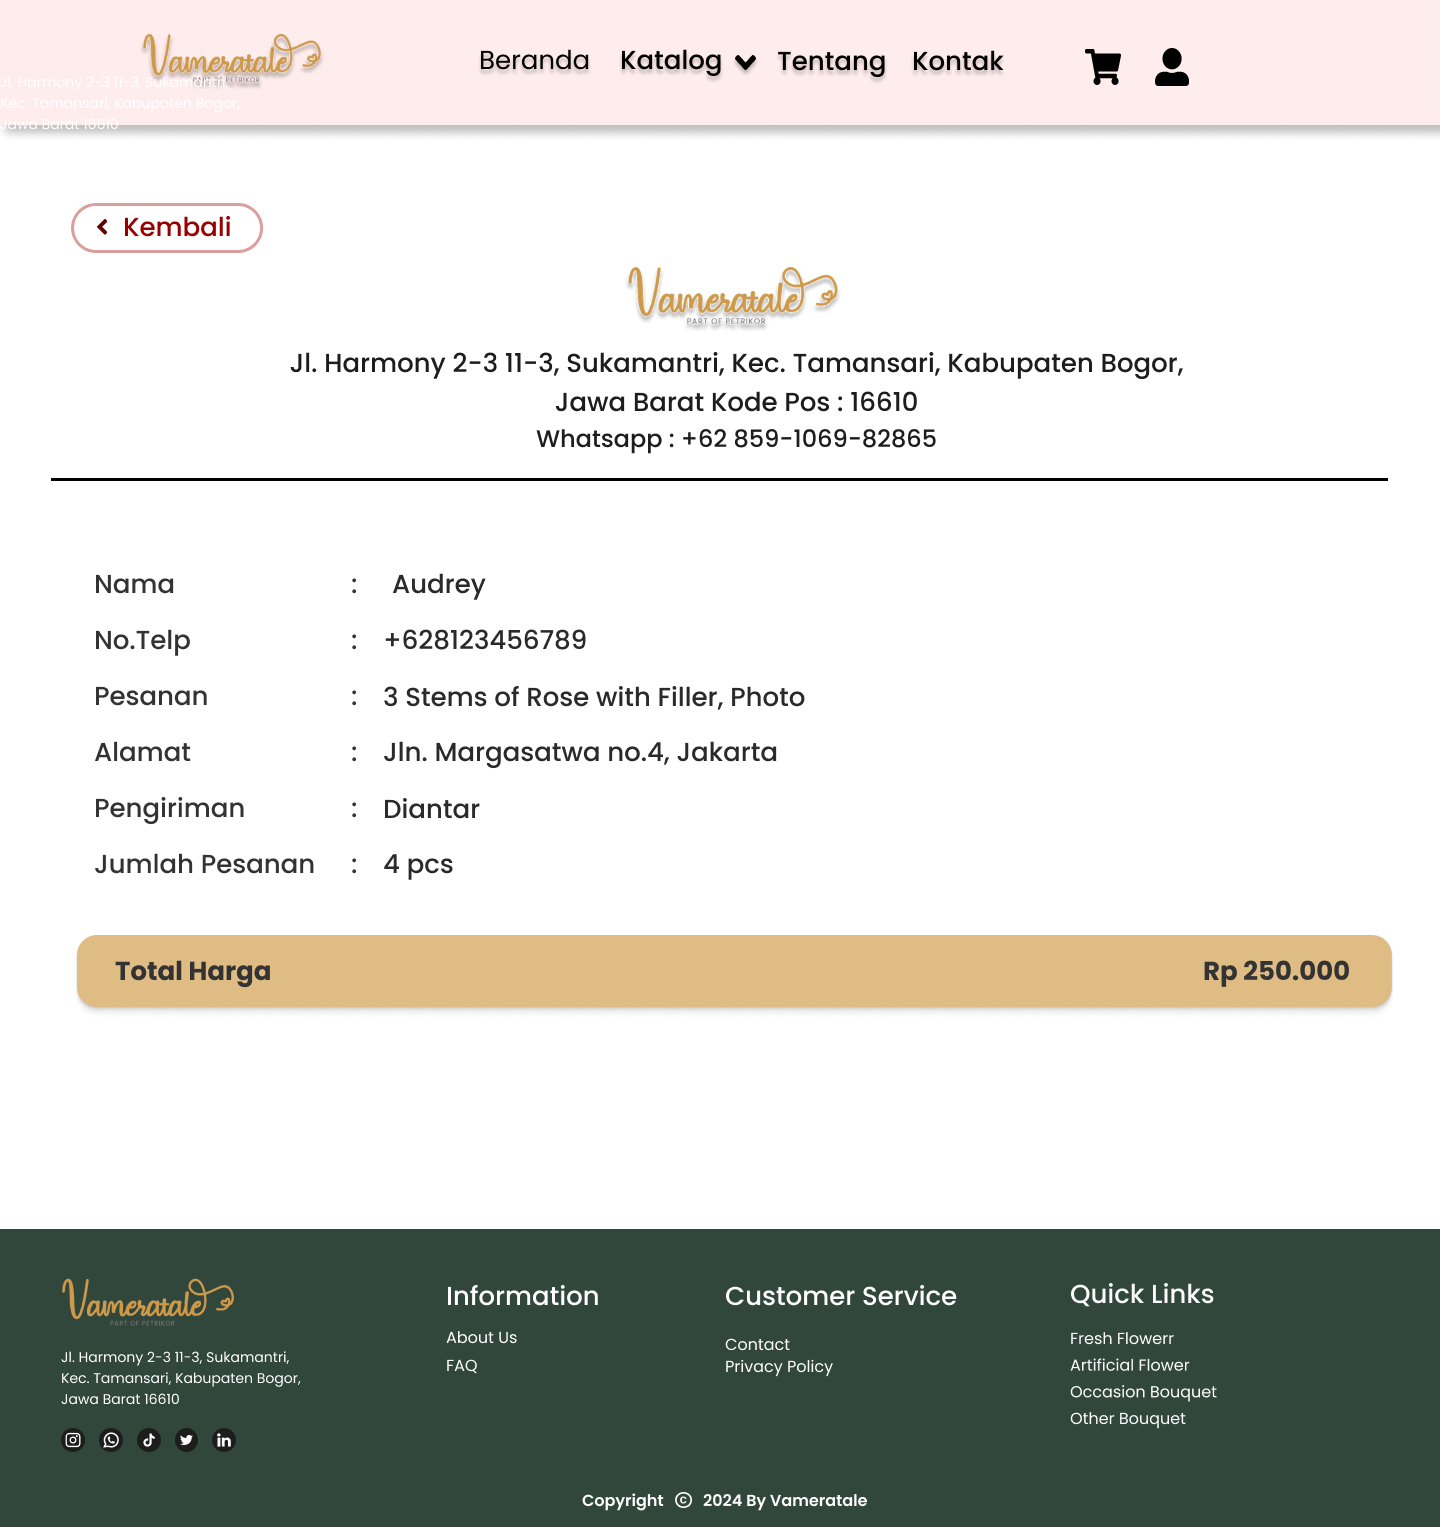 Vameratale
PART OF PETRIKOR
Beranda Katalog Tentang Kontak
Jl. Harmony 2-3 11-3, Sukamantri,
Kec. Tamansari, Kabupaten Bogor,
Jawa Barat 16610
Kembali
Vameratale
PART OF PETRIKOR
Jl. Harmony 2-3 11-3, Sukamantri, Kec. Tamansari, Kabupaten Bogor,
Jawa Barat Kode Pos : 16610
Whatsapp : +62 859-1069-82865
Nama : Audrey
No.Telp : +628123456789
Pesanan : 3 Stems of Rose with Filler, Photo
Alamat : Jln. Margasatwa no.4, Jakarta
Pengiriman : Diantar
Jumlah Pesanan : 4 pcs
Total Harga Rp 250.000
Vameratale
PART OF PETRIKOR
Jl. Harmony 2-3 11-3, Sukamantri,
Kec. Tamansari, Kabupaten Bogor,
Jawa Barat 16610
Information
About Us
FAQ
Customer Service
Contact
Privacy Policy
Quick Links
Fresh Flowerr
Artificial Flower
Occasion Bouquet
Other Bouquet
Copyright © 2024 By Vameratale